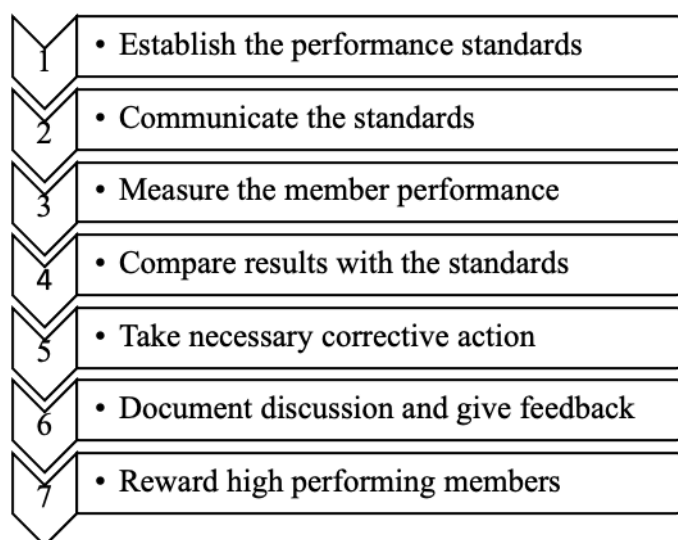 1 • Establish the performance standards
2 • Communicate the standards
3 • Measure the member performance
4 • Compare results with the standards
5 • Take necessary corrective action
6 • Document discussion and give feedback
7 • Reward high performing members